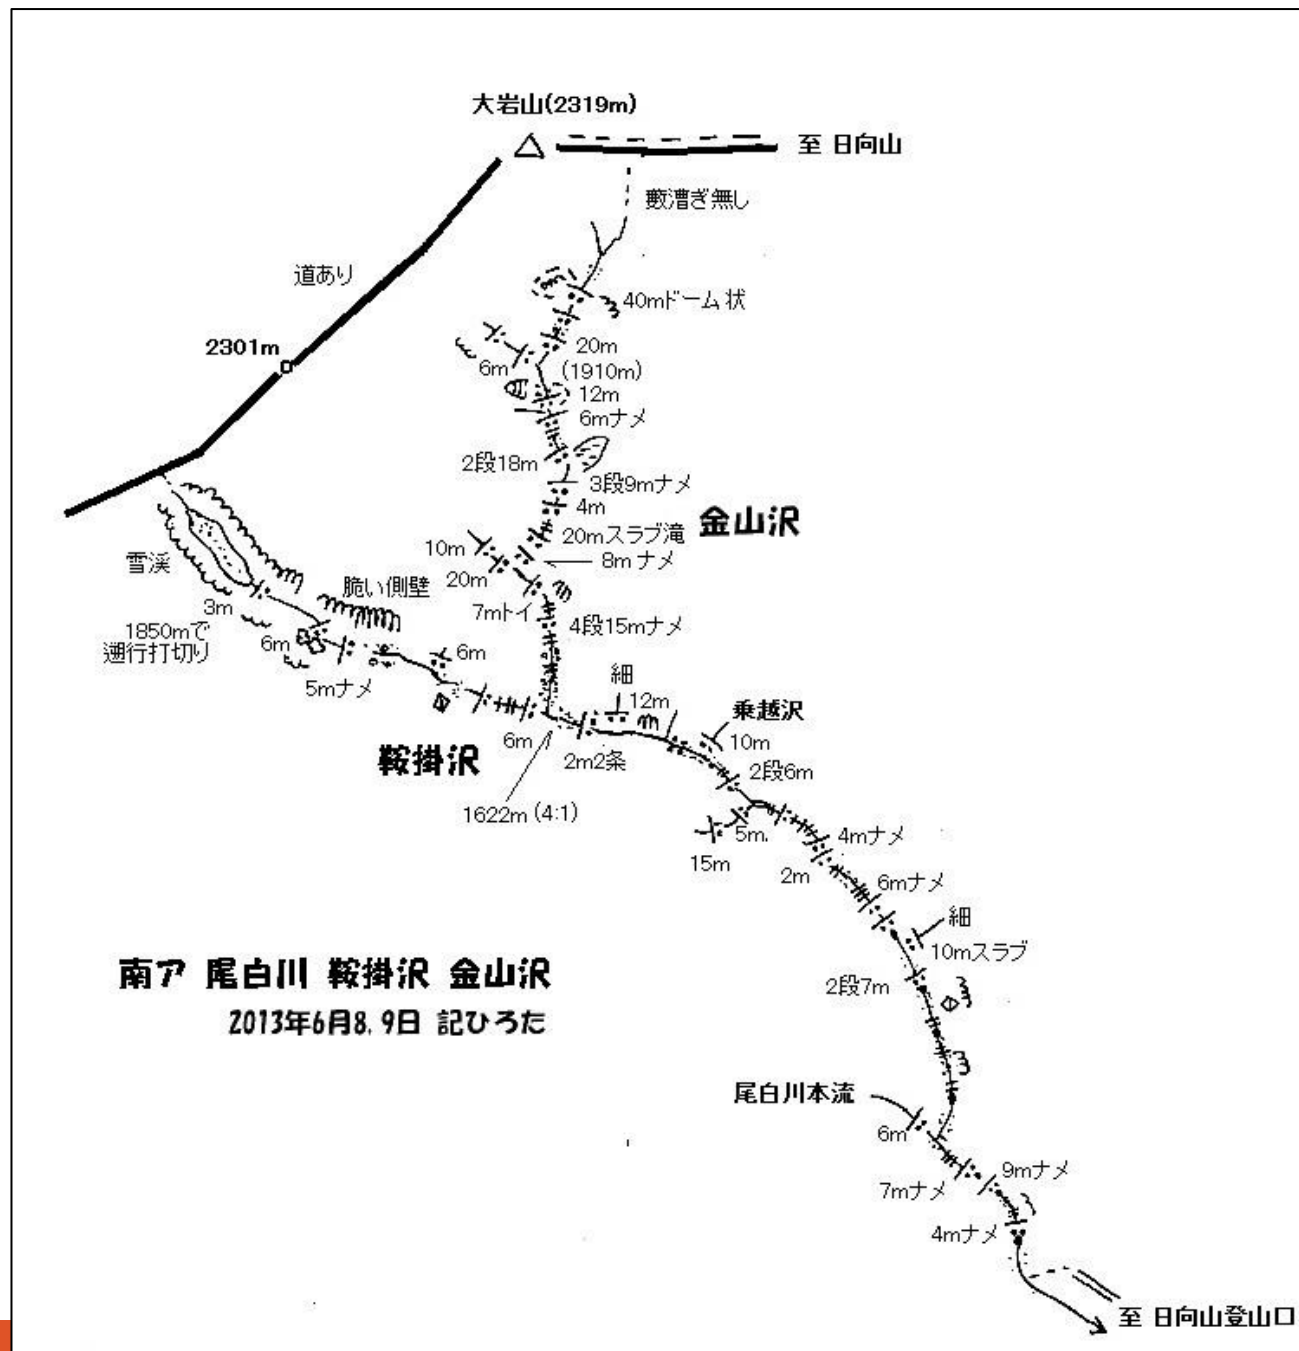 大岩山(2319m)
至 日向山
藪漕ぎ無し
道あり
40mドーム状
2301m
20m
6m
(1910m)
12m
6mナメ
2段18m
3段9mナメ
4m
金山沢
20mスラブ滝
10m
8mナメ
雪渓
20m
脆い側壁
7mトイ
3m
4段15mナメ
1850mで
遡行打切り
6m
6m
細
5mナメ
12m
乗越沢
6m
10m
鞍掛沢
2m2条
2段6m
1622m (4:1)
5m
4mナメ
15m
2m
6mナメ
細
10mスラブ
南ア 尾白川 鞍掛沢 金山沢
2段7m
2013年6月8,9日 記ひろた
尾白川本流
6m
9mナメ
7mナメ
4mナメ
至 日向山登山口